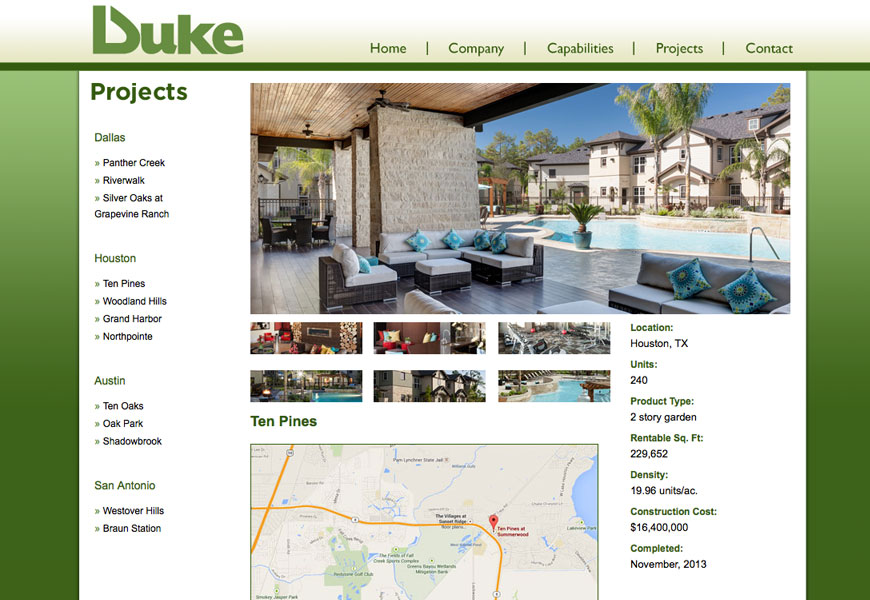 Duke
Home | Company | Capabilities | Projects | Contact
Projects
Dallas
» Panther Creek
» Riverwalk
» Silver Oaks at
Grapevine Ranch
Houston
» Ten Pines
» Woodland Hills
» Grand Harbor
» Northpointe
Austin
» Ten Oaks
» Oak Park
» Shadowbrook
San Antonio
» Westover Hills
» Braun Station
Location:
Houston, TX
Units:
240
Product Type:
2 story garden
Rentable Sq. Ft:
229,652
Density:
19.96 units/ac.
Construction Cost:
$16,400,000
Completed:
November, 2013
Ten Pines
Pam Lynchner State Jail
The Villages at
Sunset Ridge
Ten Pines at
Summerwood
Lakeview Park
The Fields of Fall
Creek Sports Complex
Redstone Golf Club
Greens Bayou Wetlands
Mitigation Bank
Smokey Jasper Park